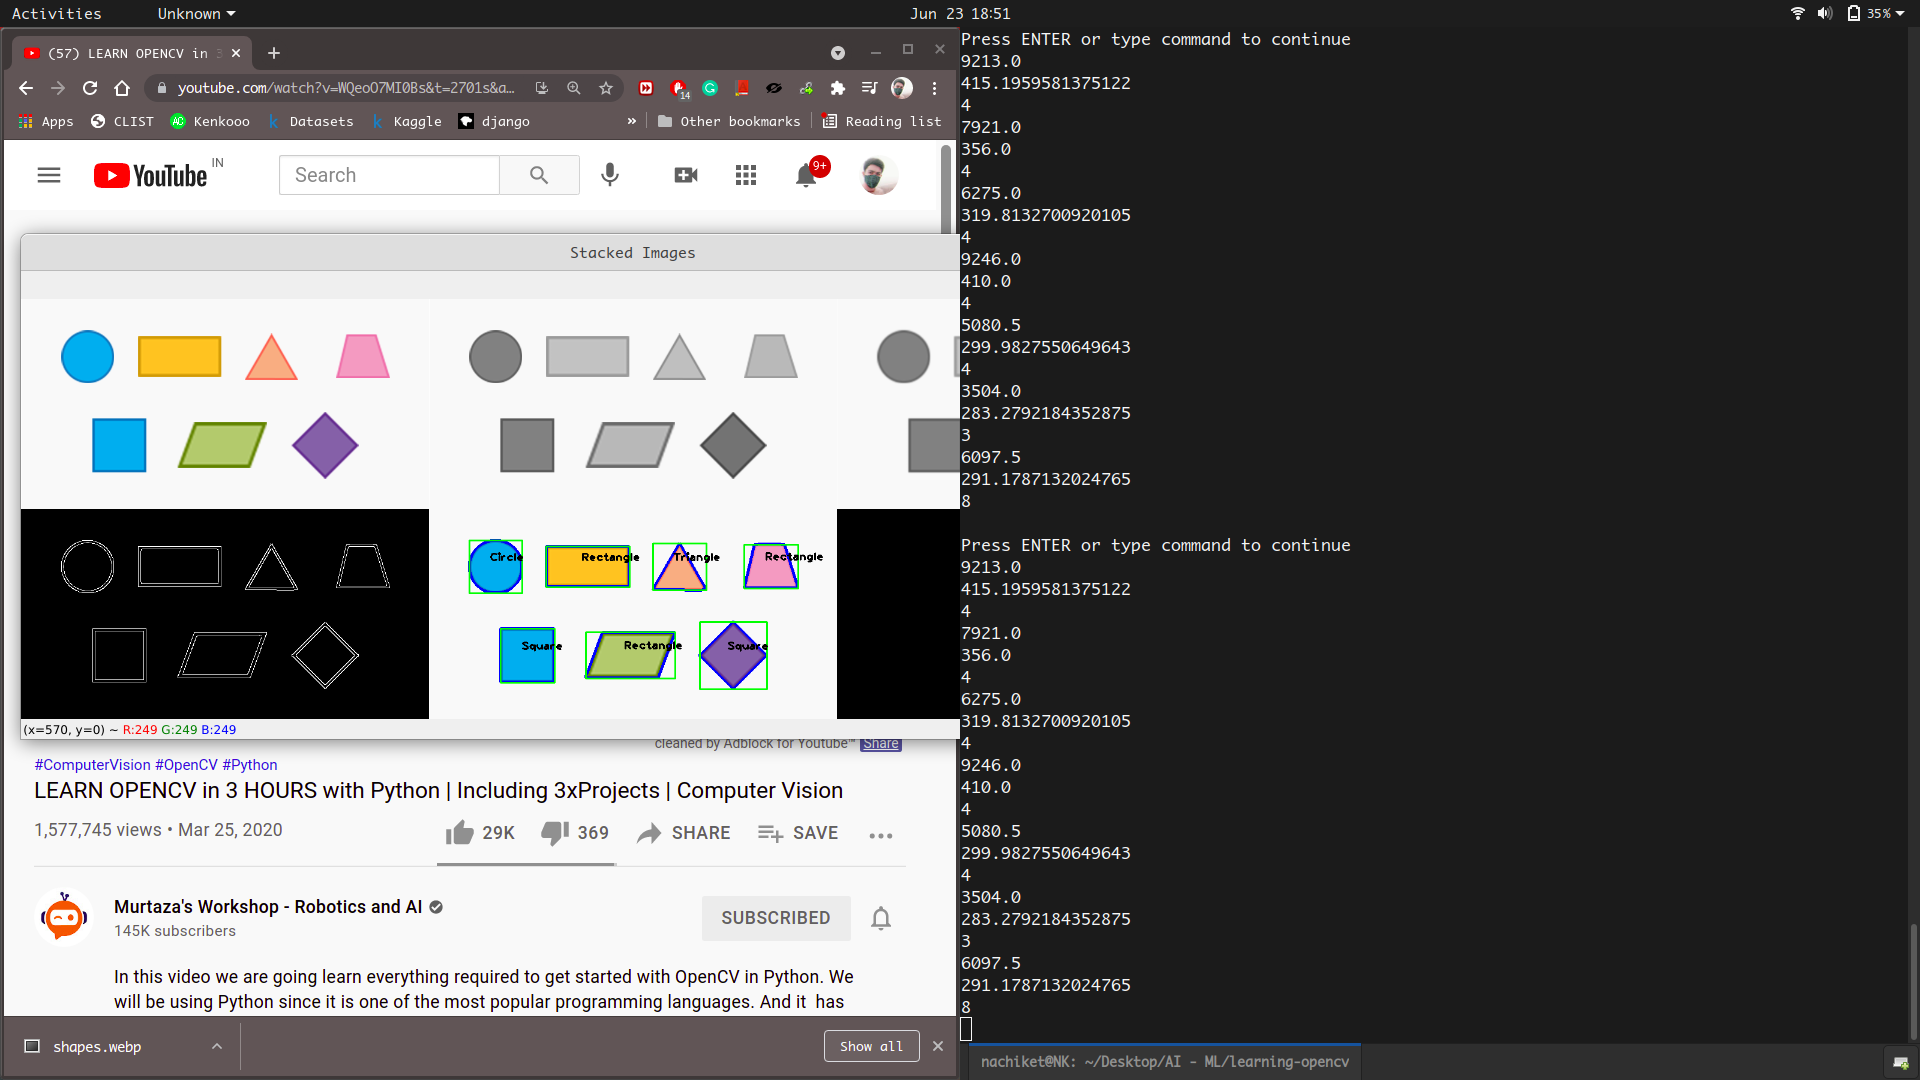 Activities
Unknown
Jun 23 18:51
35%
(57) LEARN OPENCV in 3
youtube.com/watch?v=WQeoO7MI0Bs&t=2701s&a...
14
Apps
CLIST
Kenkooo
Datasets
Kaggle
django
»
Other bookmarks
Reading list
YouTube IN
Search
9+
Stacked Images
Circle
Rectangle
Triangle
Rectangle
Square
Rectangle
Square
(x=570, y=0) ~ R:249 G:249 B:249
cleaned by Adblock for Youtube™ Share
#ComputerVision #OpenCV #Python
LEARN OPENCV in 3 HOURS with Python | Including 3xProjects | Computer Vision
1,577,745 views • Mar 25, 2020
29K
369
SHARE
SAVE
Murtaza's Workshop - Robotics and AI
145K subscribers
SUBSCRIBED
In this video we are going learn everything required to get started with OpenCV in Python. We
will be using Python since it is one of the most popular programming languages. And it has
shapes.webp
Show all
Press ENTER or type command to continue
9213.0
415.1959581375122
4
7921.0
356.0
4
6275.0
319.8132700920105
4
9246.0
410.0
4
5080.5
299.9827550649643
4
3504.0
283.2792184352875
3
6097.5
291.1787132024765
8
Press ENTER or type command to continue
9213.0
415.1959581375122
4
7921.0
356.0
4
6275.0
319.8132700920105
4
9246.0
410.0
4
5080.5
299.9827550649643
4
3504.0
283.2792184352875
3
6097.5
291.1787132024765
8
nachiket@NK: ~/Desktop/AI - ML/learning-opencv